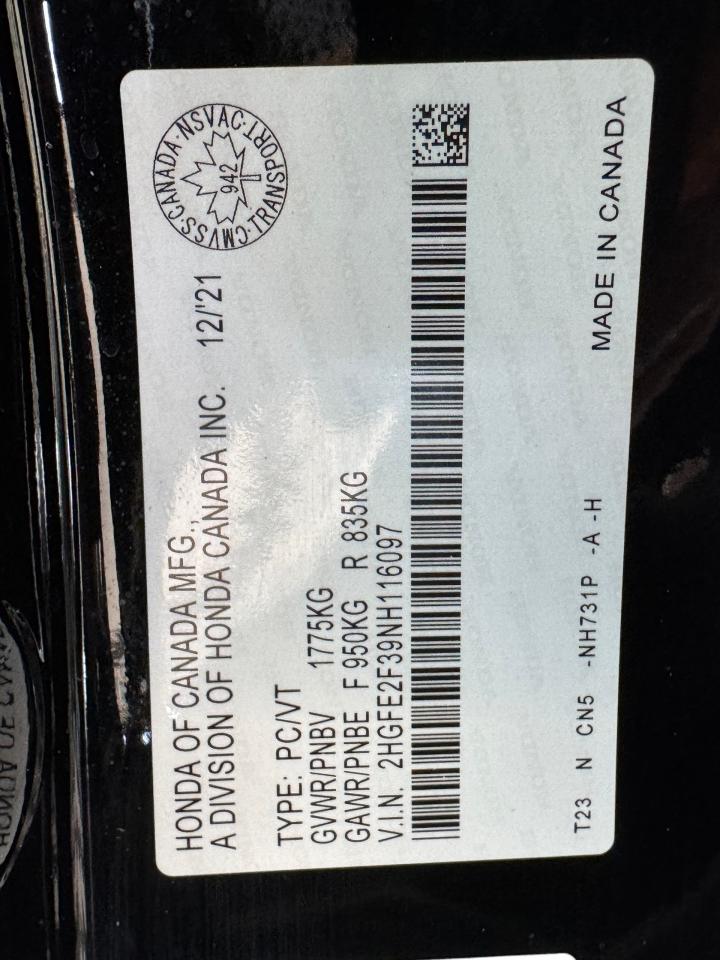 HONDA OF CANADA MFG.,
A DIVISION OF HONDA CANADA INC. 12/'21
CMVSS·CANADA·NSVAC·TRANSPORT·
942
TYPE: PC/VT
GVWR/PNBV 1775KG
GAWR/PNBE F 950KG R 835KG
V.I.N. 2HGFE2F39NH116097
T23 N CN5 -NH731P -A -H
MADE IN CANADA